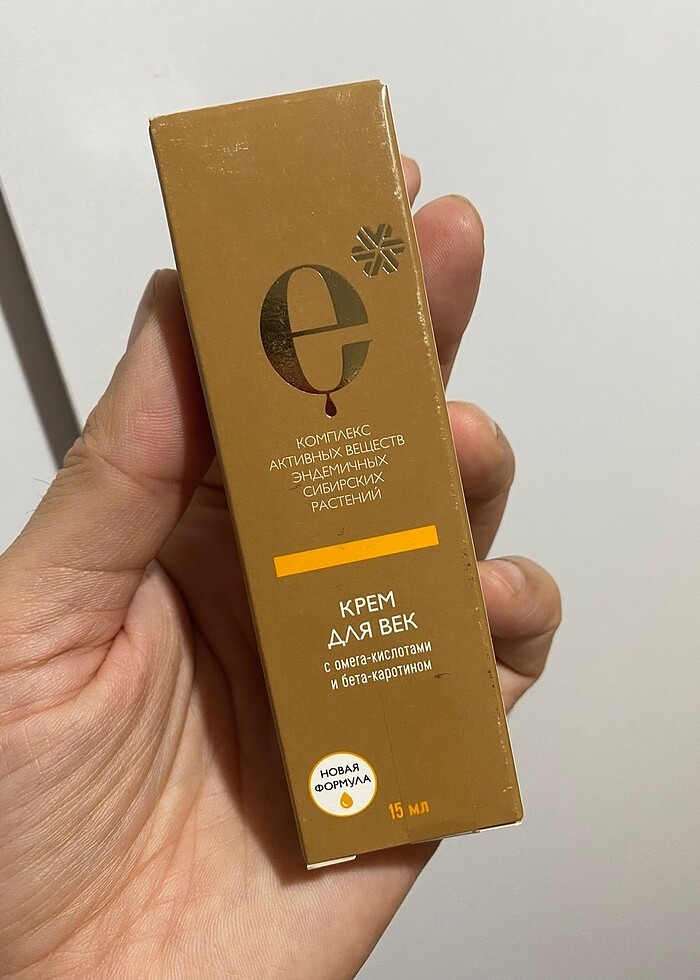 e
КОМПЛЕКС
АКТИВНЫХ ВЕЩЕСТВ
ЭНДЕМИЧНЫХ
СИБИРСКИХ
РАСТЕНИЙ
КРЕМ
ДЛЯ ВЕК
с омега-кислотами
и бета-каротином
НОВАЯ
ФОРМУЛА
15 мл